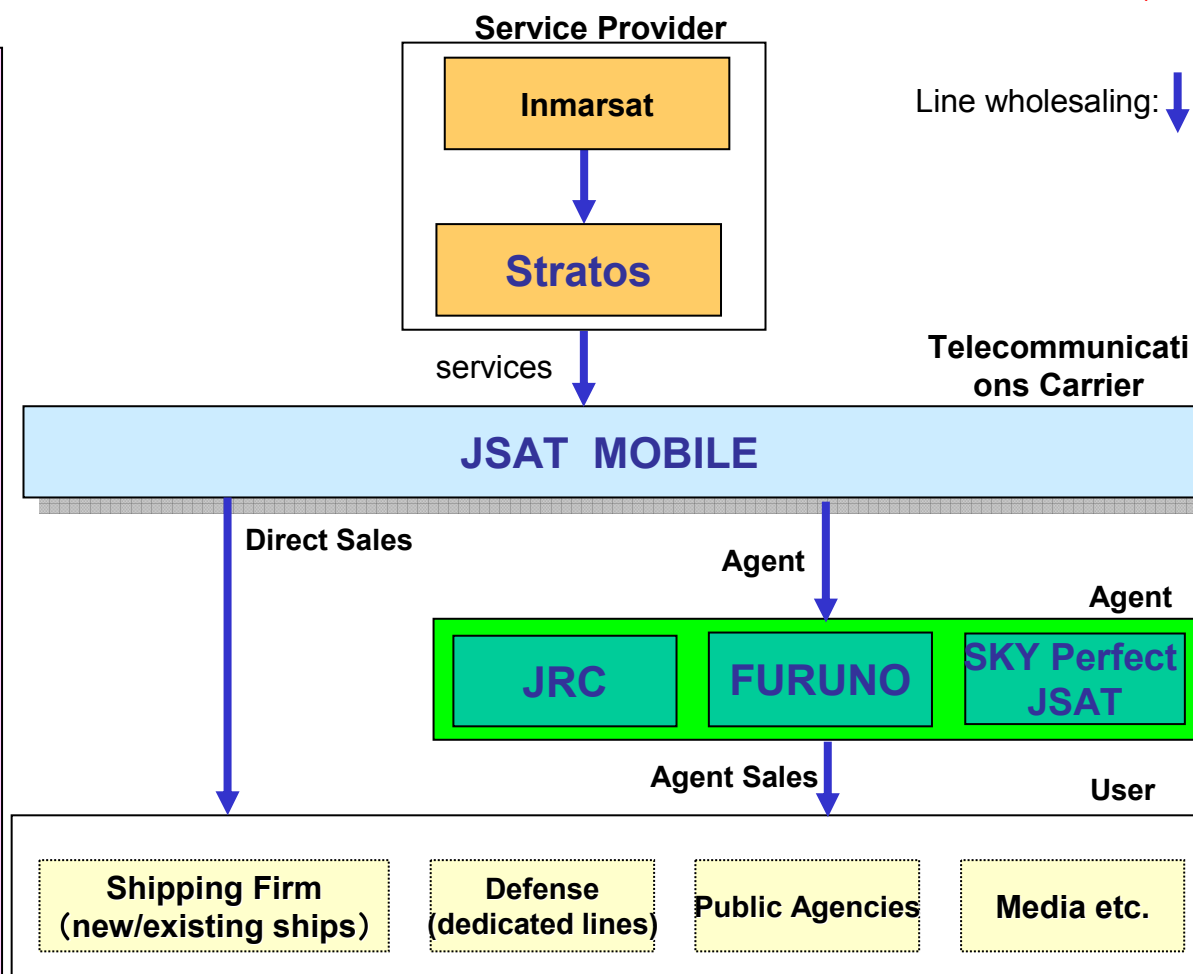 Service Provider
Inmarsat
Line wholesaling:
Stratos
services
Telecommunicati
ons Carrier
JSAT MOBILE
Direct Sales
Agent
Agent
JRC
FURUNO
SKY Perfect
JSAT
Agent Sales
User
Shipping Firm
（new/existing ships）
Defense
(dedicated lines)
Public Agencies
Media etc.